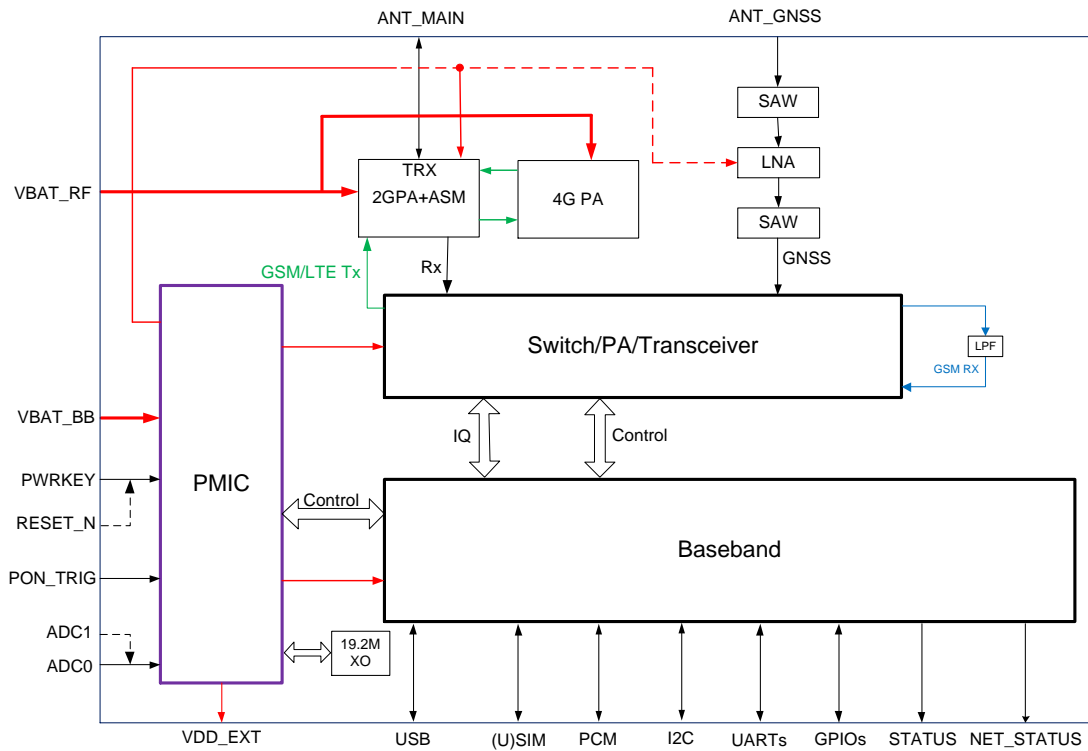 ANT_MAIN
ANT_GNSS
SAW
TRX
2GPA+ASM
4G PA
LNA
VBAT_RF
SAW
GNSS
Rx
GSM/LTE Tx
Switch/PA/Transceiver
LPF
GSM RX
VBAT_BB
IQ
Control
PWRKEY
PMIC
RESET_N
Control
Baseband
PON_TRIG
ADC1
19.2M
XO
ADC0
VDD_EXT
USB
(U)SIM
PCM
I2C
UARTs
GPIOs
STATUS
NET_STATUS